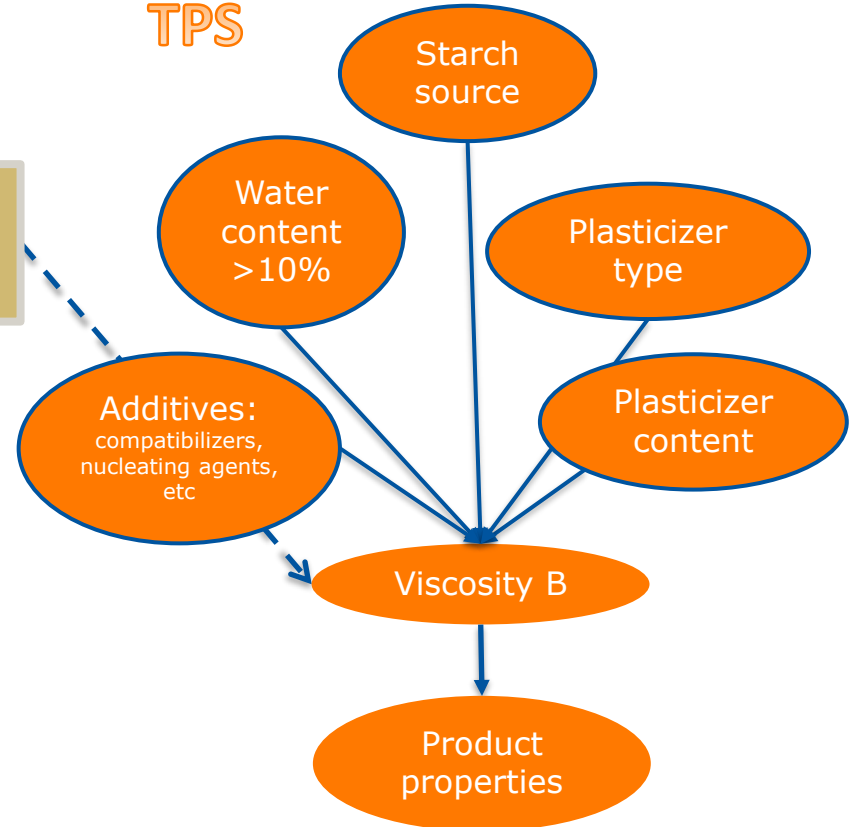 TPS
Starch
source
Water
content
>10%
Plasticizer
type
Additives:
compatibilizers,
nucleating agents,
etc
Plasticizer
content
Viscosity B
Product
properties